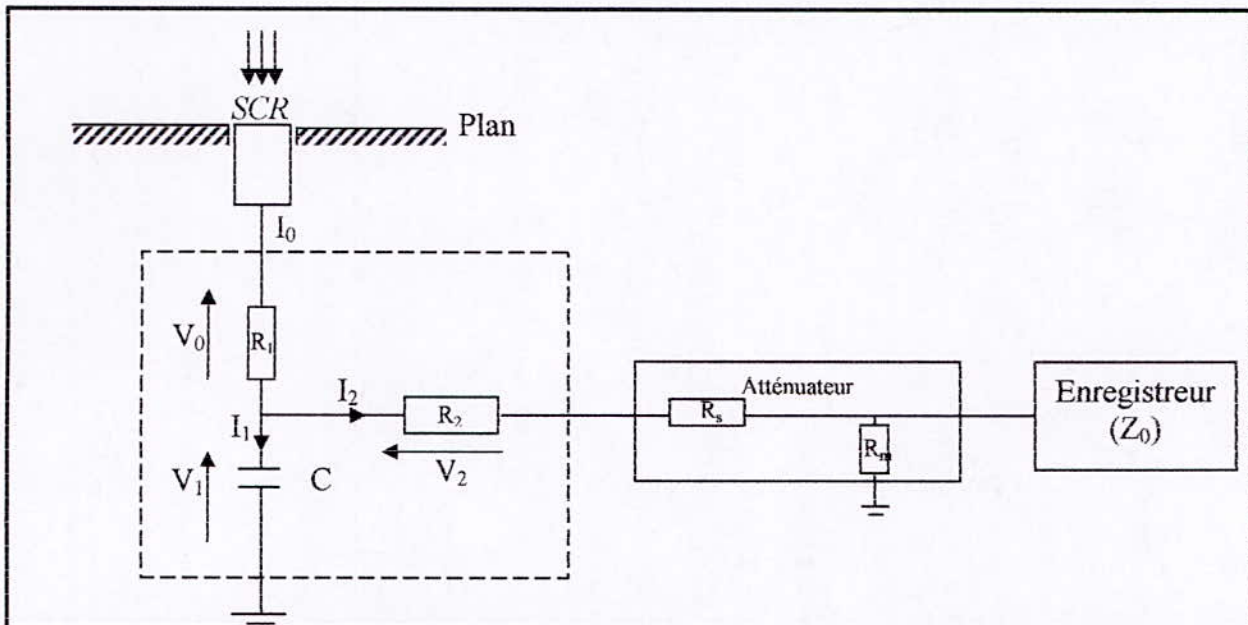 SCR
Plan
I₀
V₀
R₁
I₂
R₂
V₂
I₁
V₁
C
Atténuateur
Rₛ
Rₘ
Enregistreur
(Z₀)